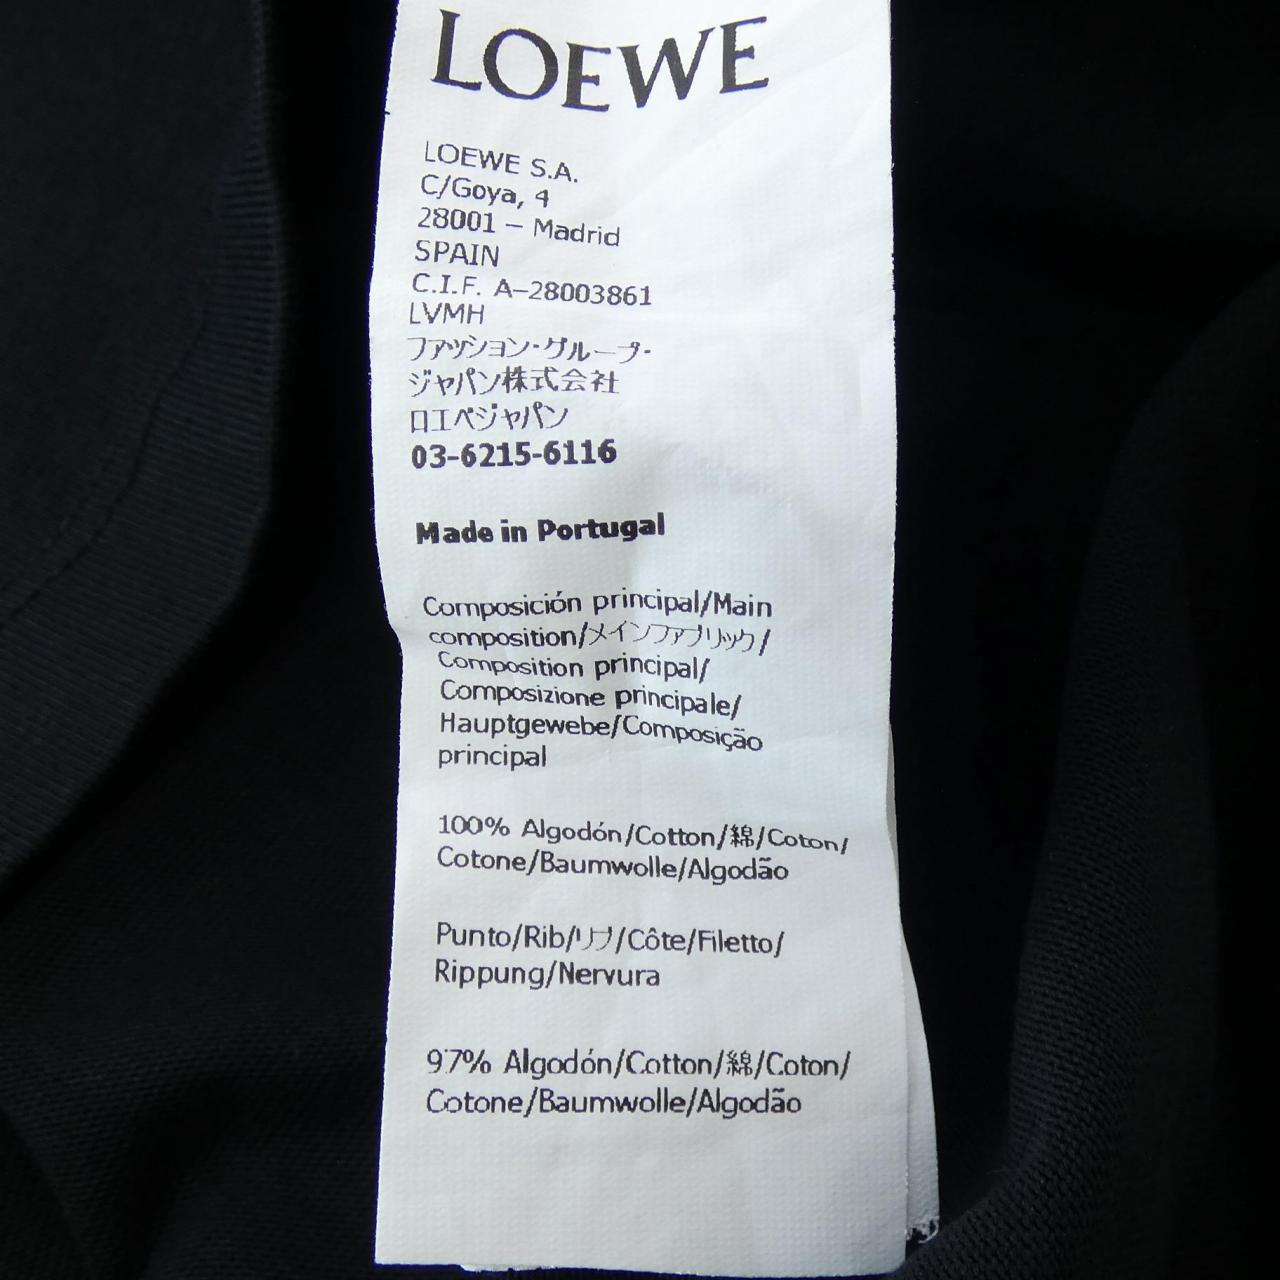 LOEWE
LOEWE S.A.
C/Goya, 4
28001 – Madrid
SPAIN
C.I.F. A–28003861
LVMH
ファッション・グループ・
ジャパン株式会社
ロエベジャパン
03-6215-6116
Made in Portugal
Composición principal/Main
composition/メインファブリック/
Composition principal/
Composizione principale/
Hauptgewebe/Composição
principal
100% Algodón/Cotton/綿/Coton/
Cotone/Baumwolle/Algodão
Punto/Rib/リブ/Côte/Filetto/
Rippung/Nervura
97% Algodón/Cotton/綿/Coton/
Cotone/Baumwolle/Algodão